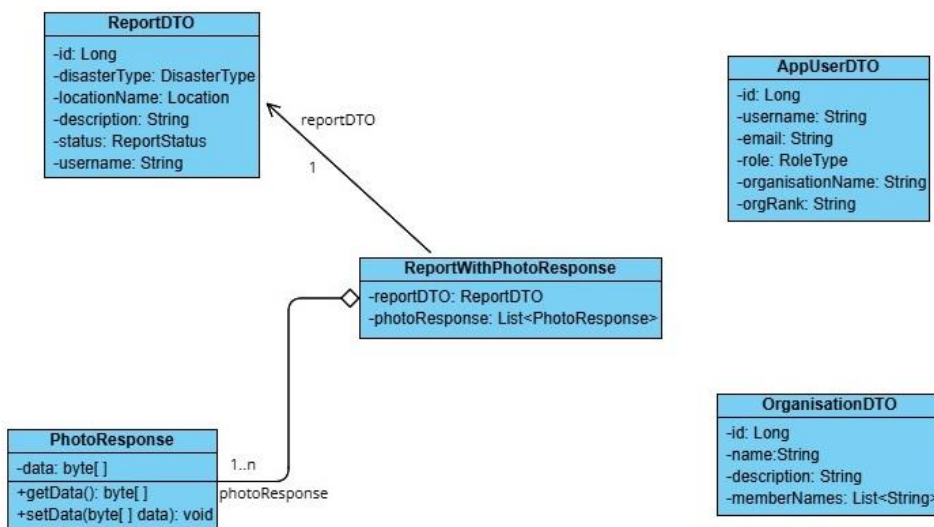 ReportDTO
-id: Long
-disasterType: DisasterType
-locationName: Location
-description: String
-status: ReportStatus
-username: String
reportDTO
1
AppUserDTO
-id: Long
-username: String
-email: String
-role: RoleType
-organisationName: String
-orgRank: String
ReportWithPhotoResponse
-reportDTO: ReportDTO
-photoResponse: List<PhotoResponse>
PhotoResponse
-data: byte[ ]
+getData(): byte[ ]
+setData(byte[ ] data): void
1..n
photoResponse
OrganisationDTO
-id: Long
-name:String
-description: String
-memberNames: List<String>